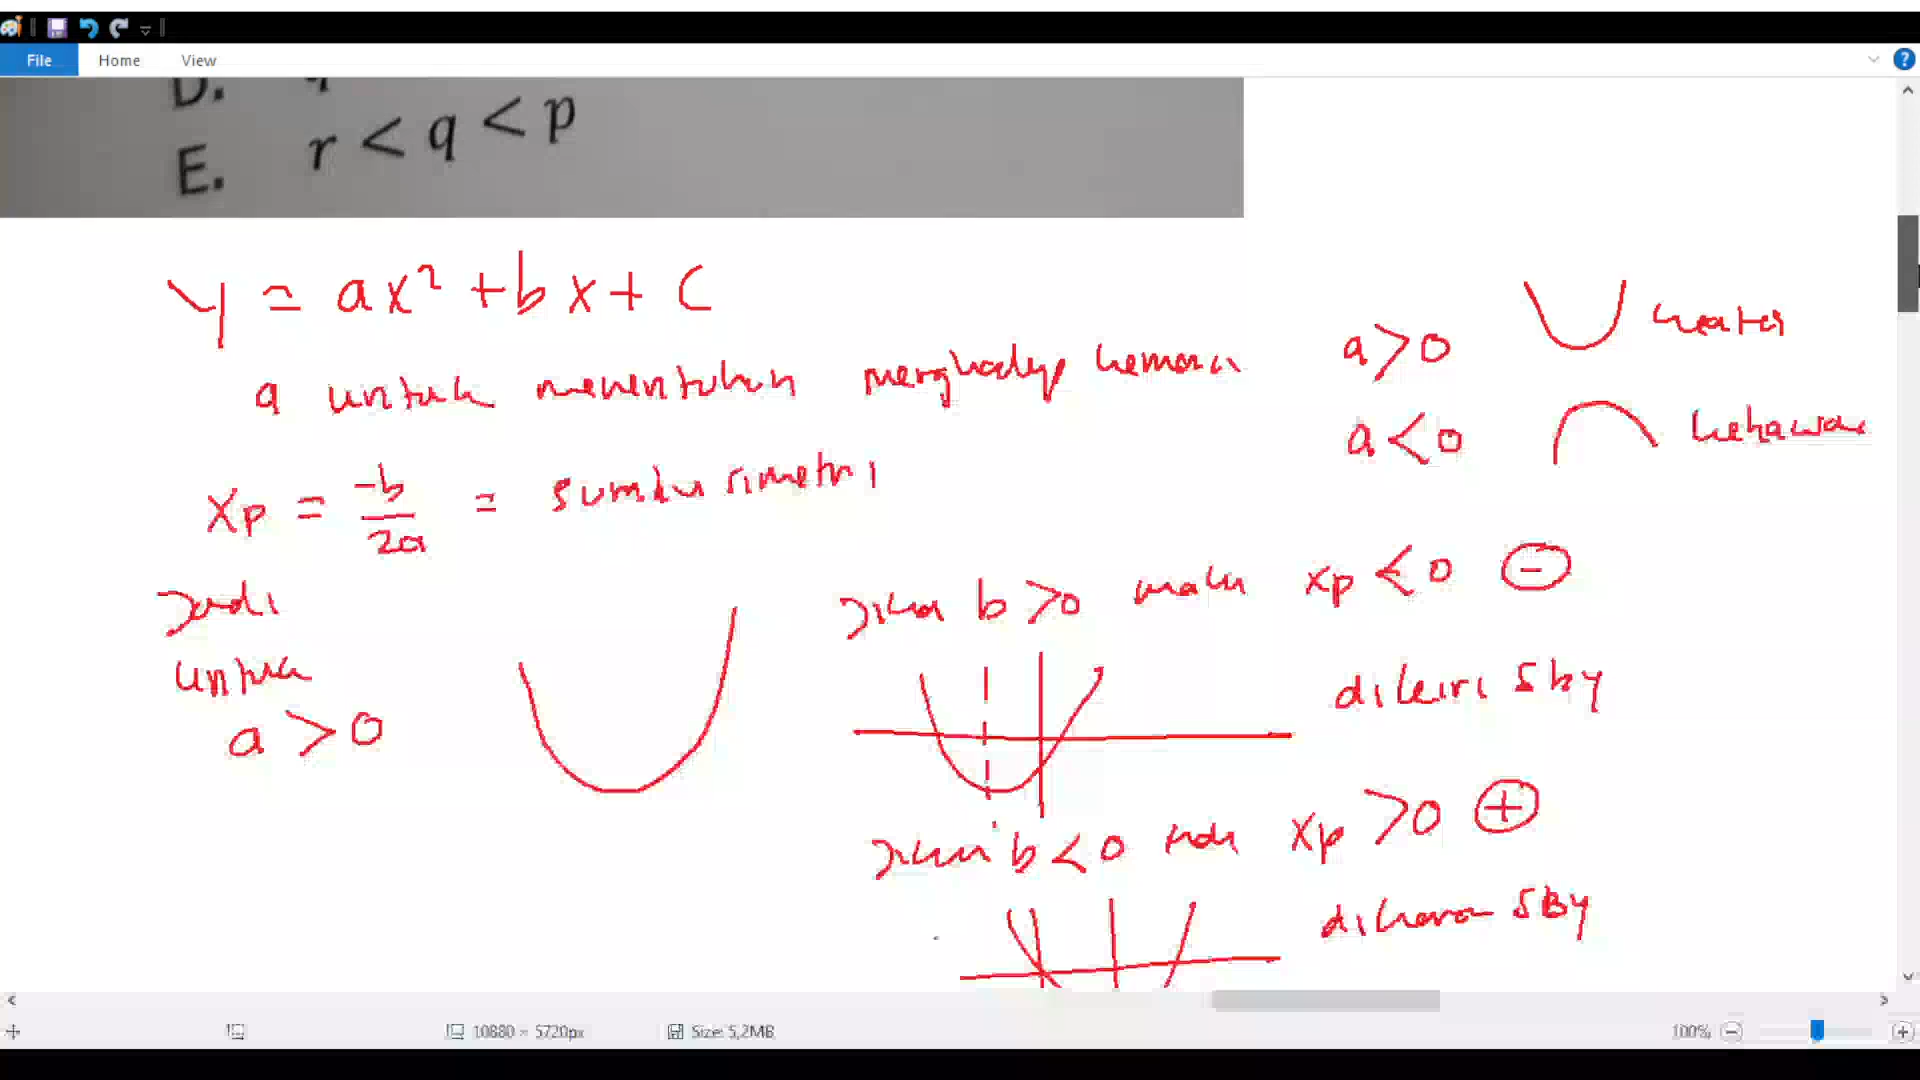 File Home View
D.
E. r < q < p
y = ax² + bx + c
a untuk menentukan menghadap kemana
a > 0 keatas
a < 0 kebawah
xp = -b/2a = sumbu simetri
Jadi
untuk
a > 0
Jika b > 0 maka xp < 0 ⊖
dikiri Sby
Jika b < 0 mak xp > 0 ⊕
dikanan SBy
10880 × 5720px Size: 5,2MB 100%